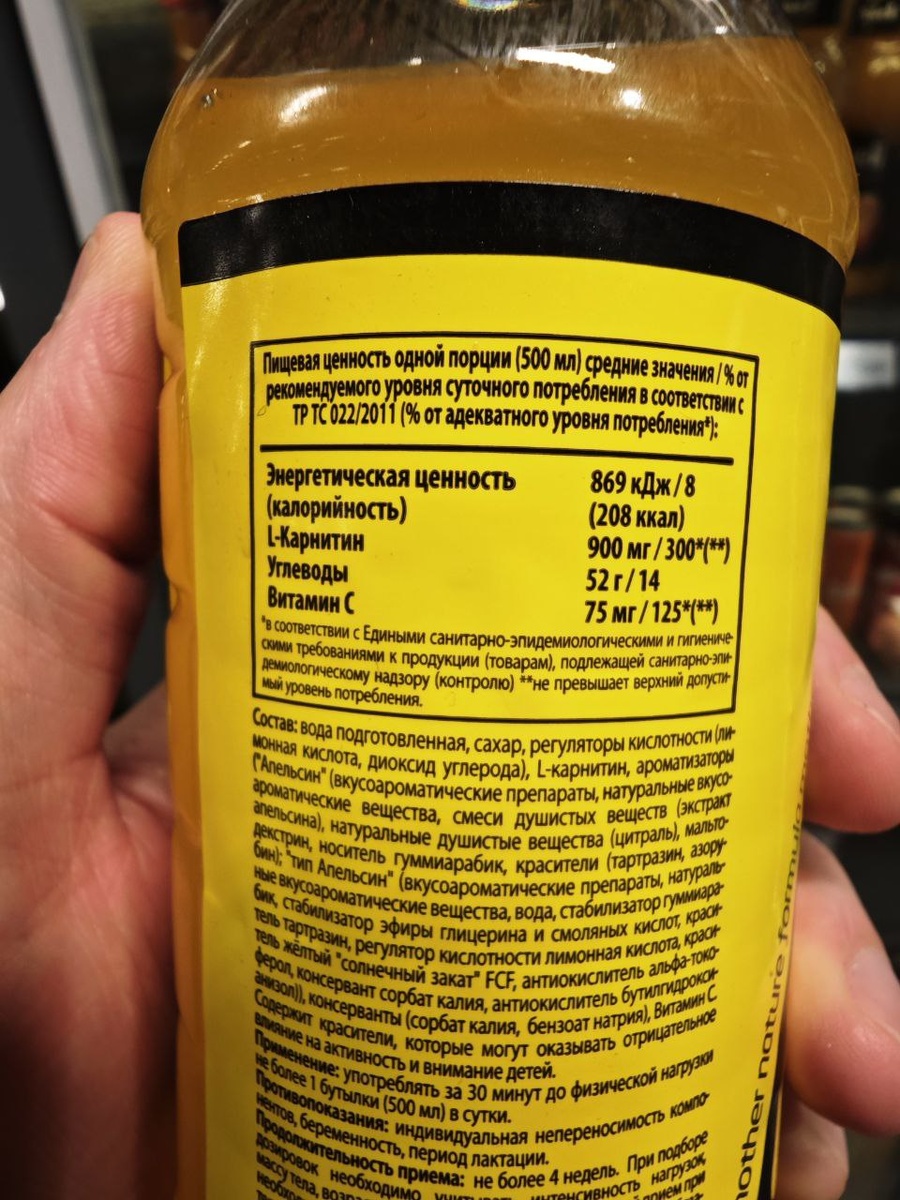 Пищевая ценность одной порции (500 мл) средние значения / % от
рекомендуемого уровня суточного потребления в соответствии с
ТР ТС 022/2011 (% от адекватного уровня потребления*):
Энергетическая ценность 869 кДж / 8
(калорийность) (208 ккал)
L-Карнитин 900 мг / 300*(**)
Углеводы 52 г / 14
Витамин С 75 мг / 125*(**)
*в соответствии с Едиными санитарно-эпидемиологическими и гигиениче-
скими требованиями к продукции (товарам), подлежащей санитарно-эпи-
демиологическому надзору (контролю) **не превышает верхний допусти-
мый уровень потребления.
Состав: вода подготовленная, сахар, регуляторы кислотности (ли-
монная кислота, диоксид углерода), L-карнитин, ароматизаторы
("Апельсин" (вкусоароматические препараты, натуральные вкусо-
ароматические вещества, смеси душистых веществ (экстракт
апельсина), натуральные душистые вещества (цитраль), мальто-
декстрин, носитель гуммиарабик, красители (тартразин, азору-
бин); "тип Апельсин" (вкусоароматические препараты, натураль-
ные вкусоароматические вещества, вода, стабилизатор гуммиара-
бик, стабилизатор эфиры глицерина и смоляных кислот, краси-
тель тартразин, регулятор кислотности лимонная кислота, краси-
тель жёлтый "солнечный закат" FCF, антиокислитель альфа-токо-
ферол, консервант сорбат калия, антиокислитель бутилгидрокси-
анизол)), консерванты (сорбат калия, бензоат натрия), Витамин С
Содержит красители, которые могут оказывать отрицательное
влияние на активность и внимание детей.
Применение: употреблять за 30 минут до физической нагрузки
не более 1 бутылки (500 мл) в сутки.
Противопоказания: индивидуальная непереносимость компо-
нентов, беременность, период лактации.
Продолжительность приема: не более 4 недель. При подборе
дозировок необходимо учитывать интенсивность нагрузок,
массу тела, приём при
other nature formula